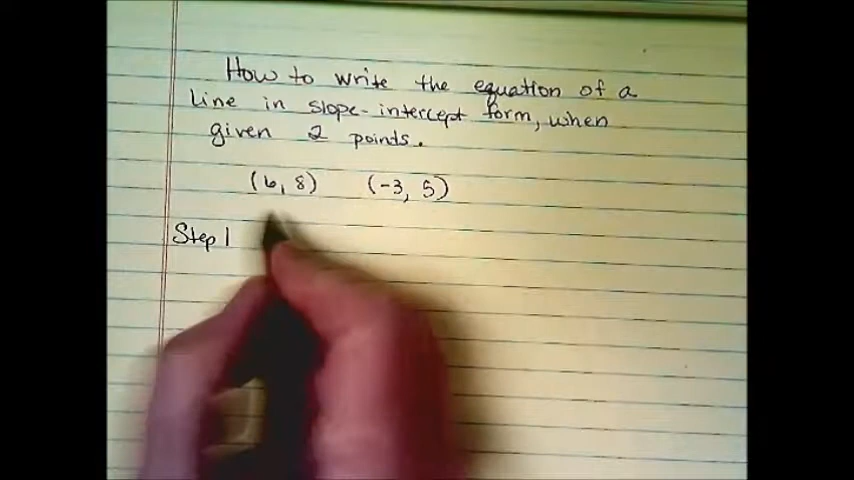 How to write the equation of a
line in slope-intercept form, when
given 2 points.
(6, 8) (-3, 5)
Step 1